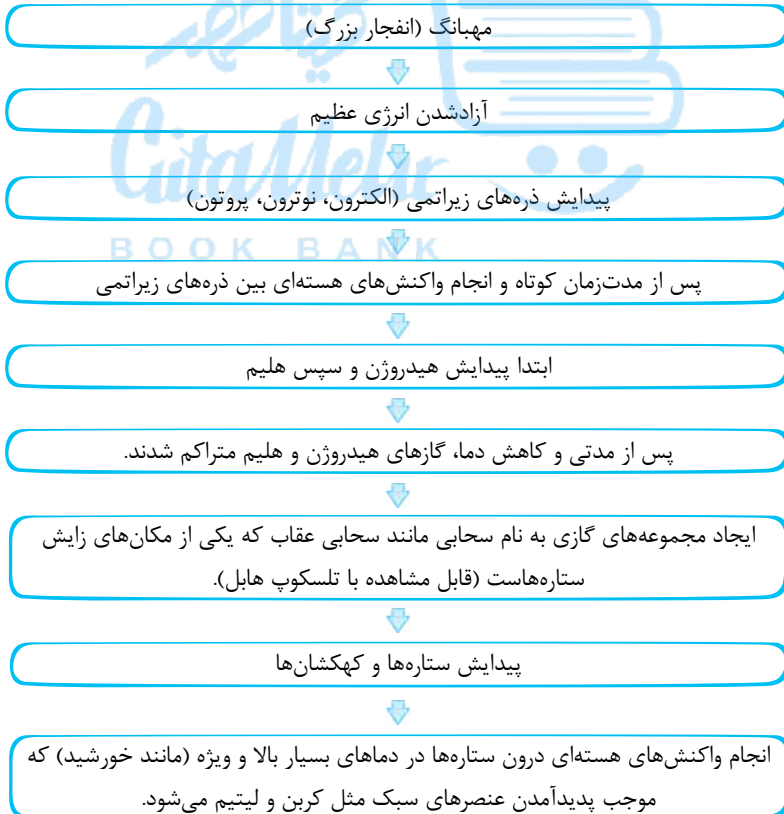 مهبانگ (انفجار بزرگ)
آزادشدن انرژی عظیم
GitaMehr
پیدایش ذره‌های زیراتمی (الکترون، نوترون، پروتون)
BOOK BANK
پس از مدت‌زمان کوتاه و انجام واکنش‌های هسته‌ای بین ذره‌های زیراتمی
ابتدا پیدایش هیدروژن و سپس هلیم
پس از مدتی و کاهش دما، گازهای هیدروژن و هلیم متراکم شدند.
ایجاد مجموعه‌های گازی به نام سحابی مانند سحابی عقاب که یکی از مکان‌های زایش
ستاره‌هاست (قابل مشاهده با تلسکوپ هابل).
پیدایش ستاره‌ها و کهکشان‌ها
انجام واکنش‌های هسته‌ای درون ستاره‌ها در دماهای بسیار بالا و ویژه (مانند خورشید) که
موجب پدیدآمدن عنصرهای سبک مثل کربن و لیتیم می‌شود.